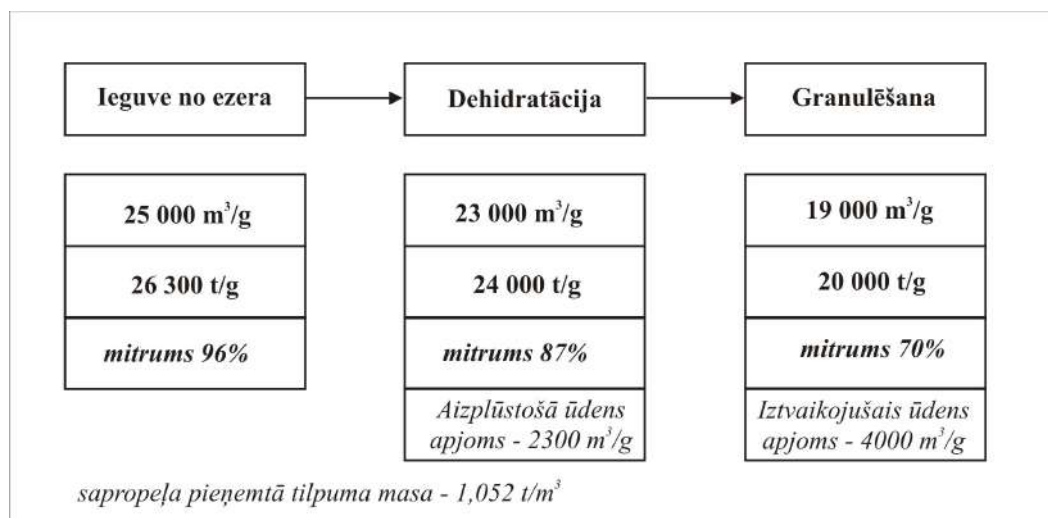 Ieguve no ezera
Dehidratācija
Granulēšana
25 000 m³/g
23 000 m³/g
19 000 m³/g
26 300 t/g
24 000 t/g
20 000 t/g
mitrums 96%
mitrums 87%
mitrums 70%
Aizplūstošā ūdens
apjoms - 2300 m³/g
Iztvaikojušais ūdens
apjoms - 4000 m³/g
sapropeļa pieņemtā tilpuma masa - 1,052 t/m³